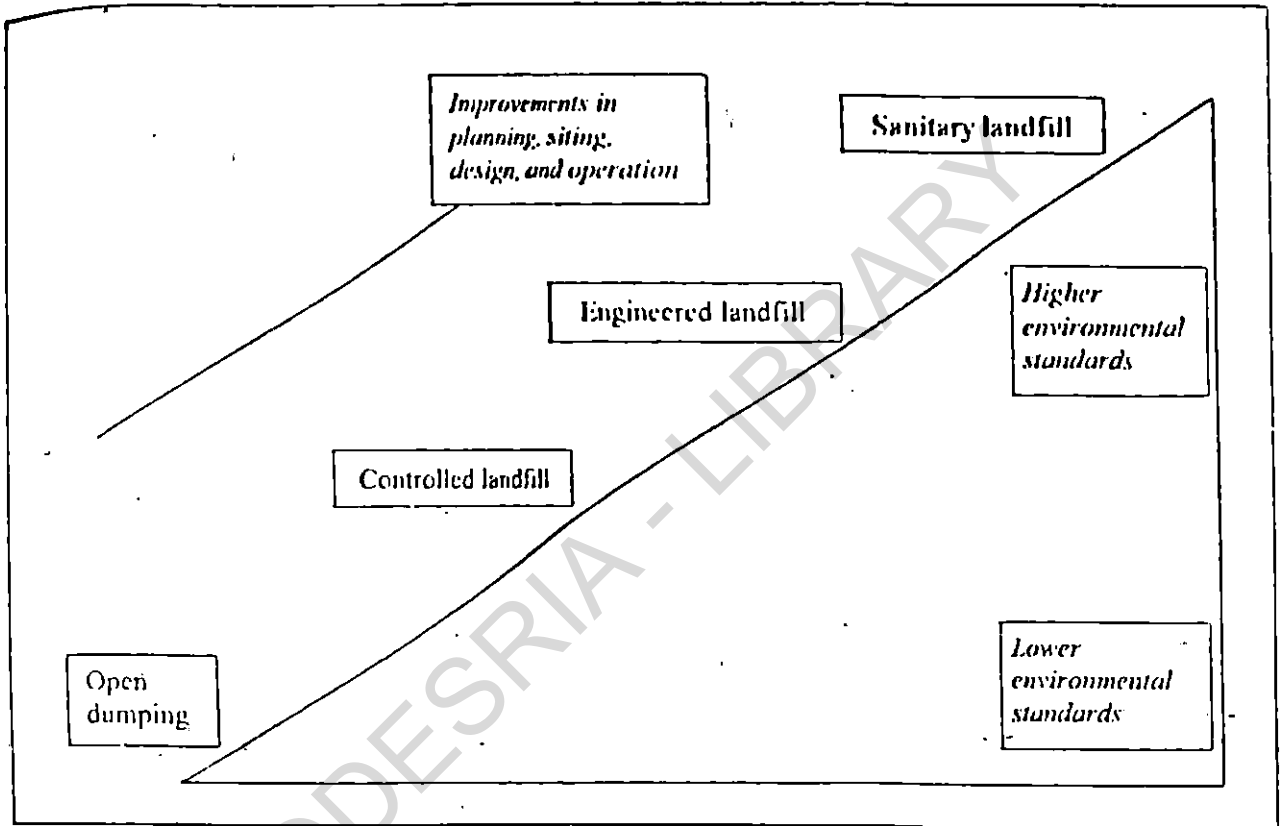 Improvements in
planning, siting,
design, and operation
Sanitary landfill
Engineered landfill
Higher
environmental
standards
Controlled landfill
Open
dumping
Lower
environmental
standards
ODESRIA - LIBRARY